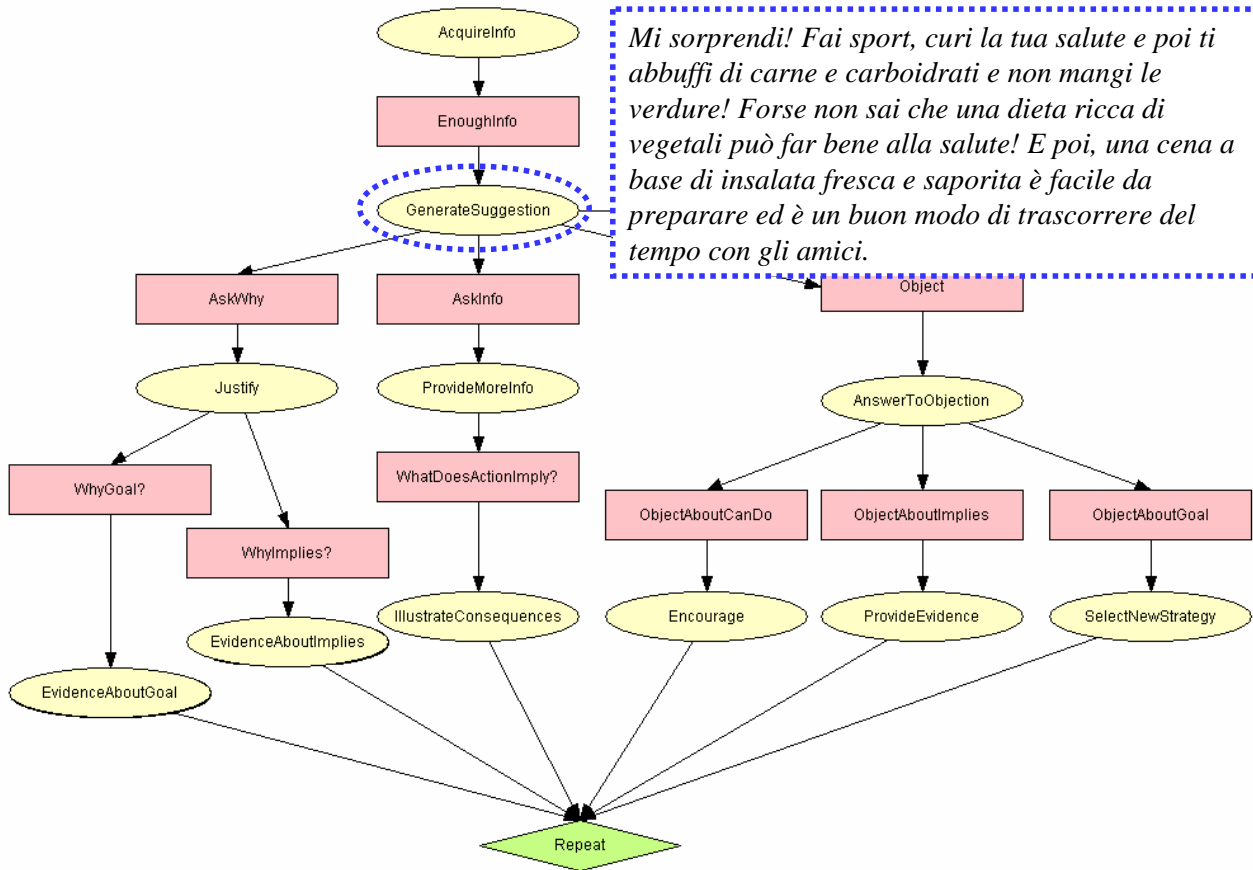 AcquireInfo
Mi sorprendi! Fai sport, curi la tua salute e poi ti
abbuffi di carne e carboidrati e non mangi le
verdure! Forse non sai che una dieta ricca di
vegetali può far bene alla salute! E poi, una cena a
base di insalata fresca e saporita è facile da
preparare ed è un buon modo di trascorrere del
tempo con gli amici.
EnoughInfo
GenerateSuggestion
AskWhy
AskInfo
Object
Justify
ProvideMoreInfo
AnswerToObjection
WhyGoal?
WhatDoesActionImply?
ObjectAboutCanDo
ObjectAboutImplies
ObjectAboutGoal
WhyImplies?
IllustrateConsequences
Encourage
ProvideEvidence
SelectNewStrategy
EvidenceAboutImplies
EvidenceAboutGoal
Repeat